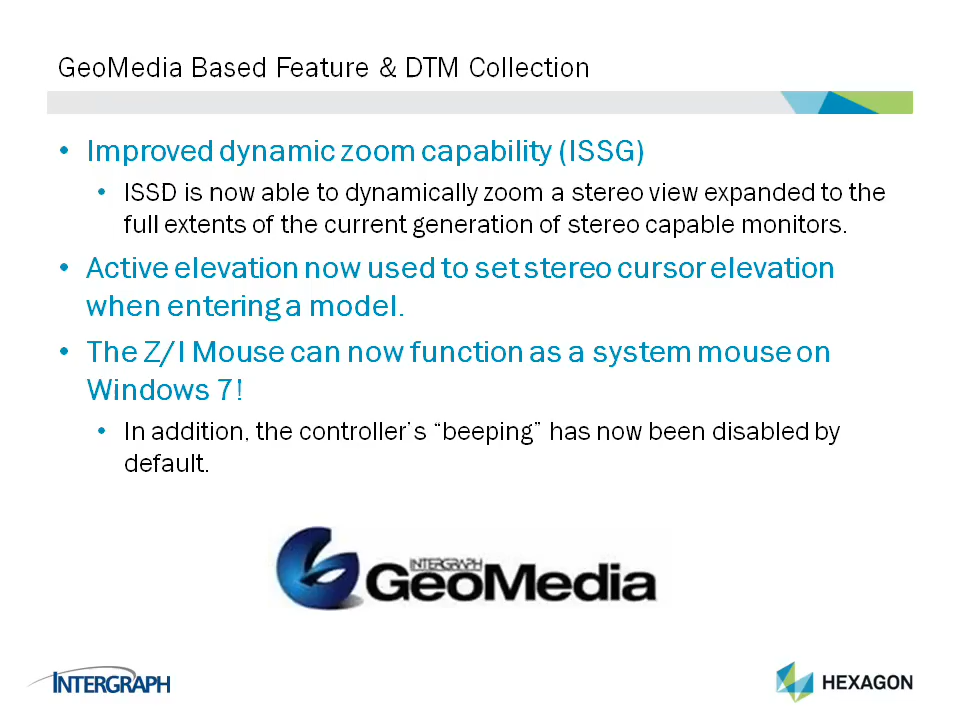 GeoMedia Based Feature & DTM Collection
• Improved dynamic zoom capability (ISSG)
• ISSD is now able to dynamically zoom a stereo view expanded to the
full extents of the current generation of stereo capable monitors.
• Active elevation now used to set stereo cursor elevation
when entering a model.
• The Z/I Mouse can now function as a system mouse on
Windows 7!
• In addition, the controller’s “beeping” has now been disabled by
default.
INTERGRAPH
GeoMedia
INTERGRAPH
HEXAGON